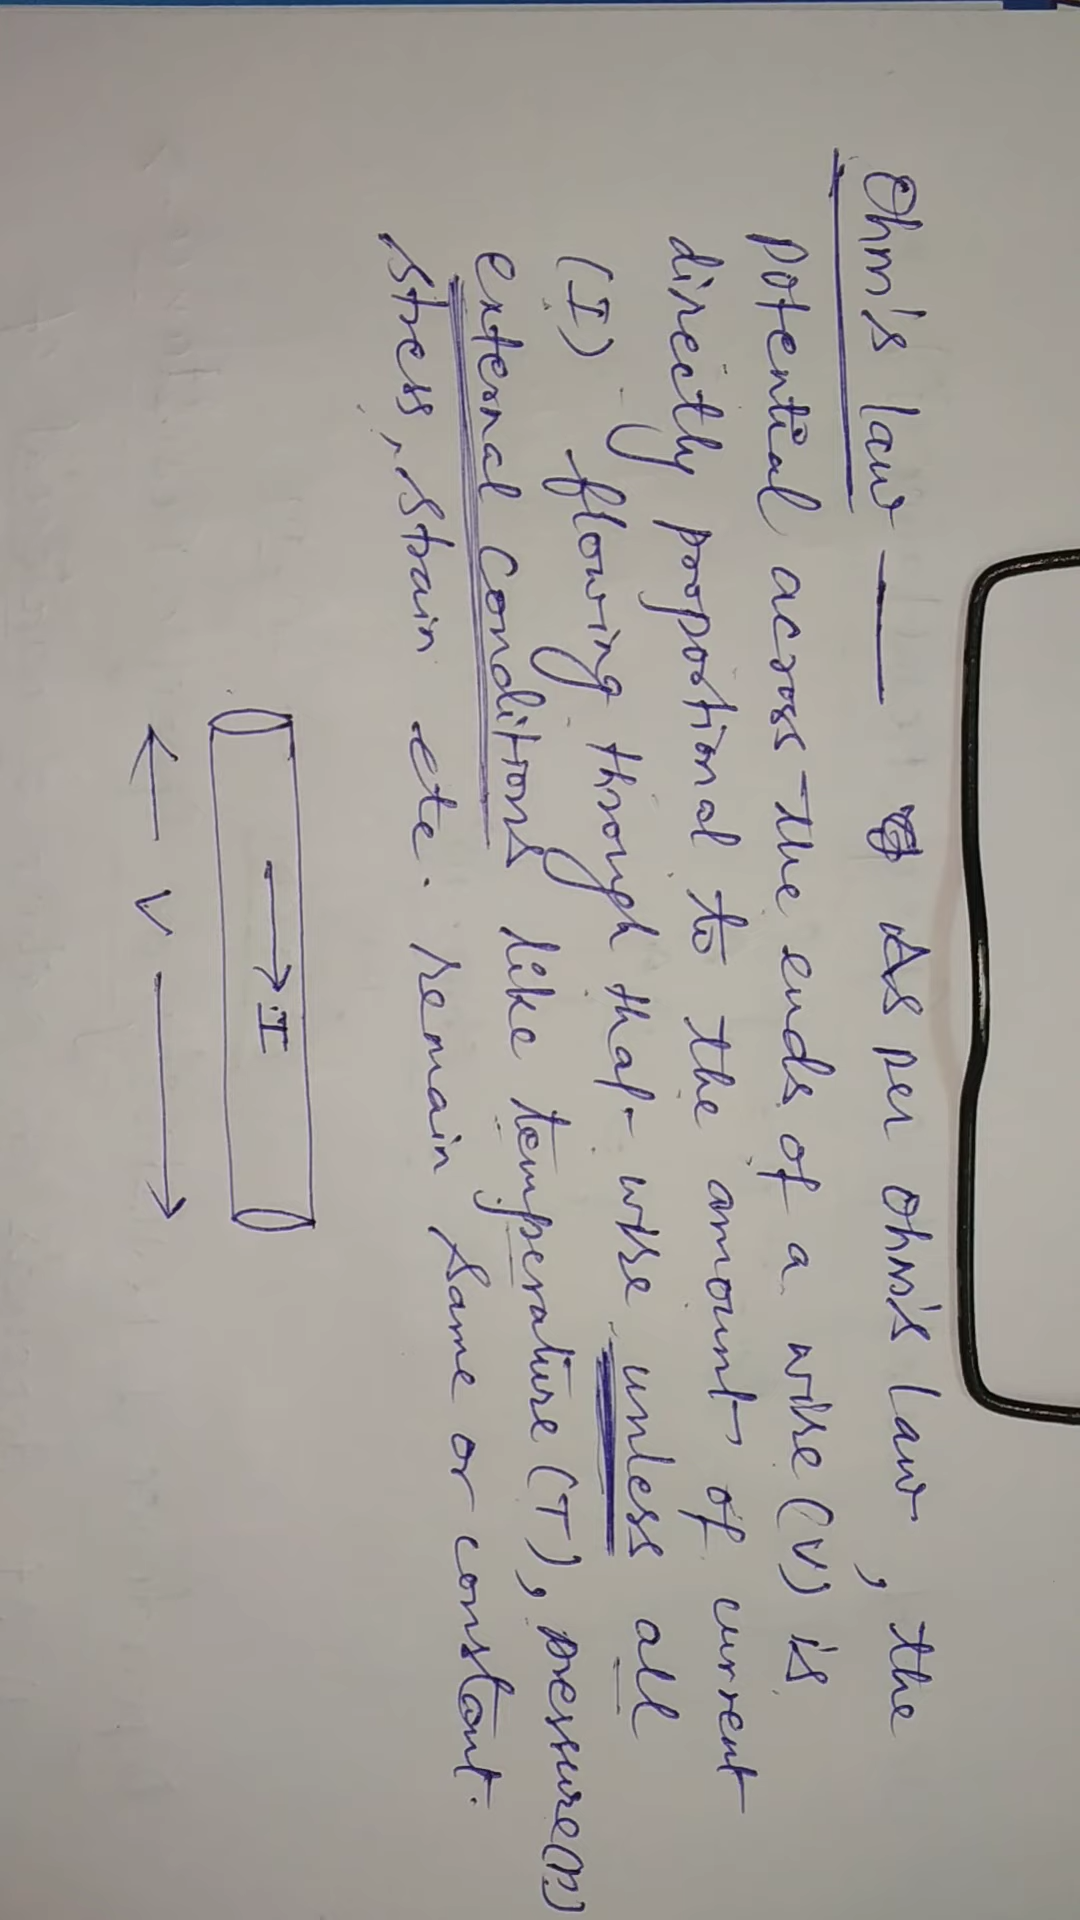 Ohm's law — As per ohm's law, the
potential across the ends of a wire (V) is
directly proportional to the amount of current
(I) flowing through that wire unless all
external conditions like temperature (T), pressure(P)
stress, strain etc. remain same or constant.
→ I
← V →